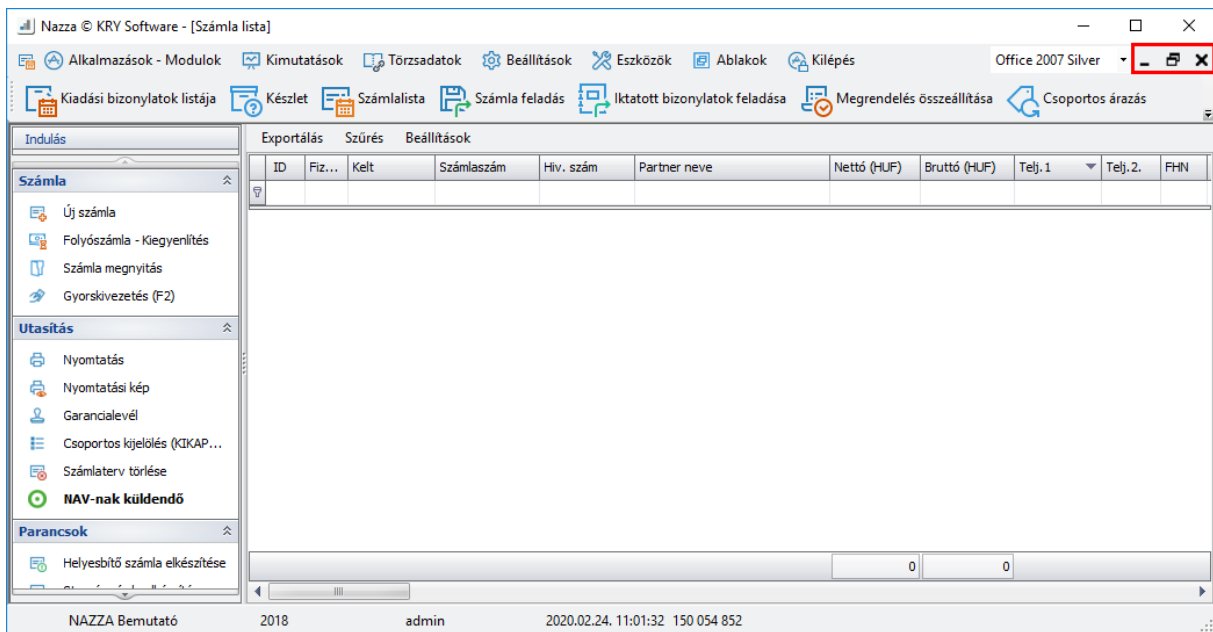 Nazza © KRY Software - [Számla lista]
Alkalmazások - Modulok Kimutatások Törzsadatok Beállítások Eszközök Ablakok Kilépés Office 2007 Silver
Kiadási bizonylatok listája Készlet Számlalista Számla feladás Iktatott bizonylatok feladása Megrendelés összeállítása Csoportos árazás
Indulás
Exportálás Szűrés Beállítások
ID Fiz... Kelt Számlaszám Hiv. szám Partner neve Nettó (HUF) Bruttó (HUF) Telj.1 Telj.2. FHN
Számla
Új számla
Folyószámla - Kiegyenlítés
Számla megnyitás
Gyorskivezetés (F2)
Utasítás
Nyomtatás
Nyomtatási kép
Garancialevél
Csoportos kijelölés (KIKAP...
Számlaterv törlése
NAV-nak küldendő
Parancsok
Helyesbítő számla elkészítése
0 0
NAZZA Bemutató 2018 admin 2020.02.24. 11:01:32 150 054 852